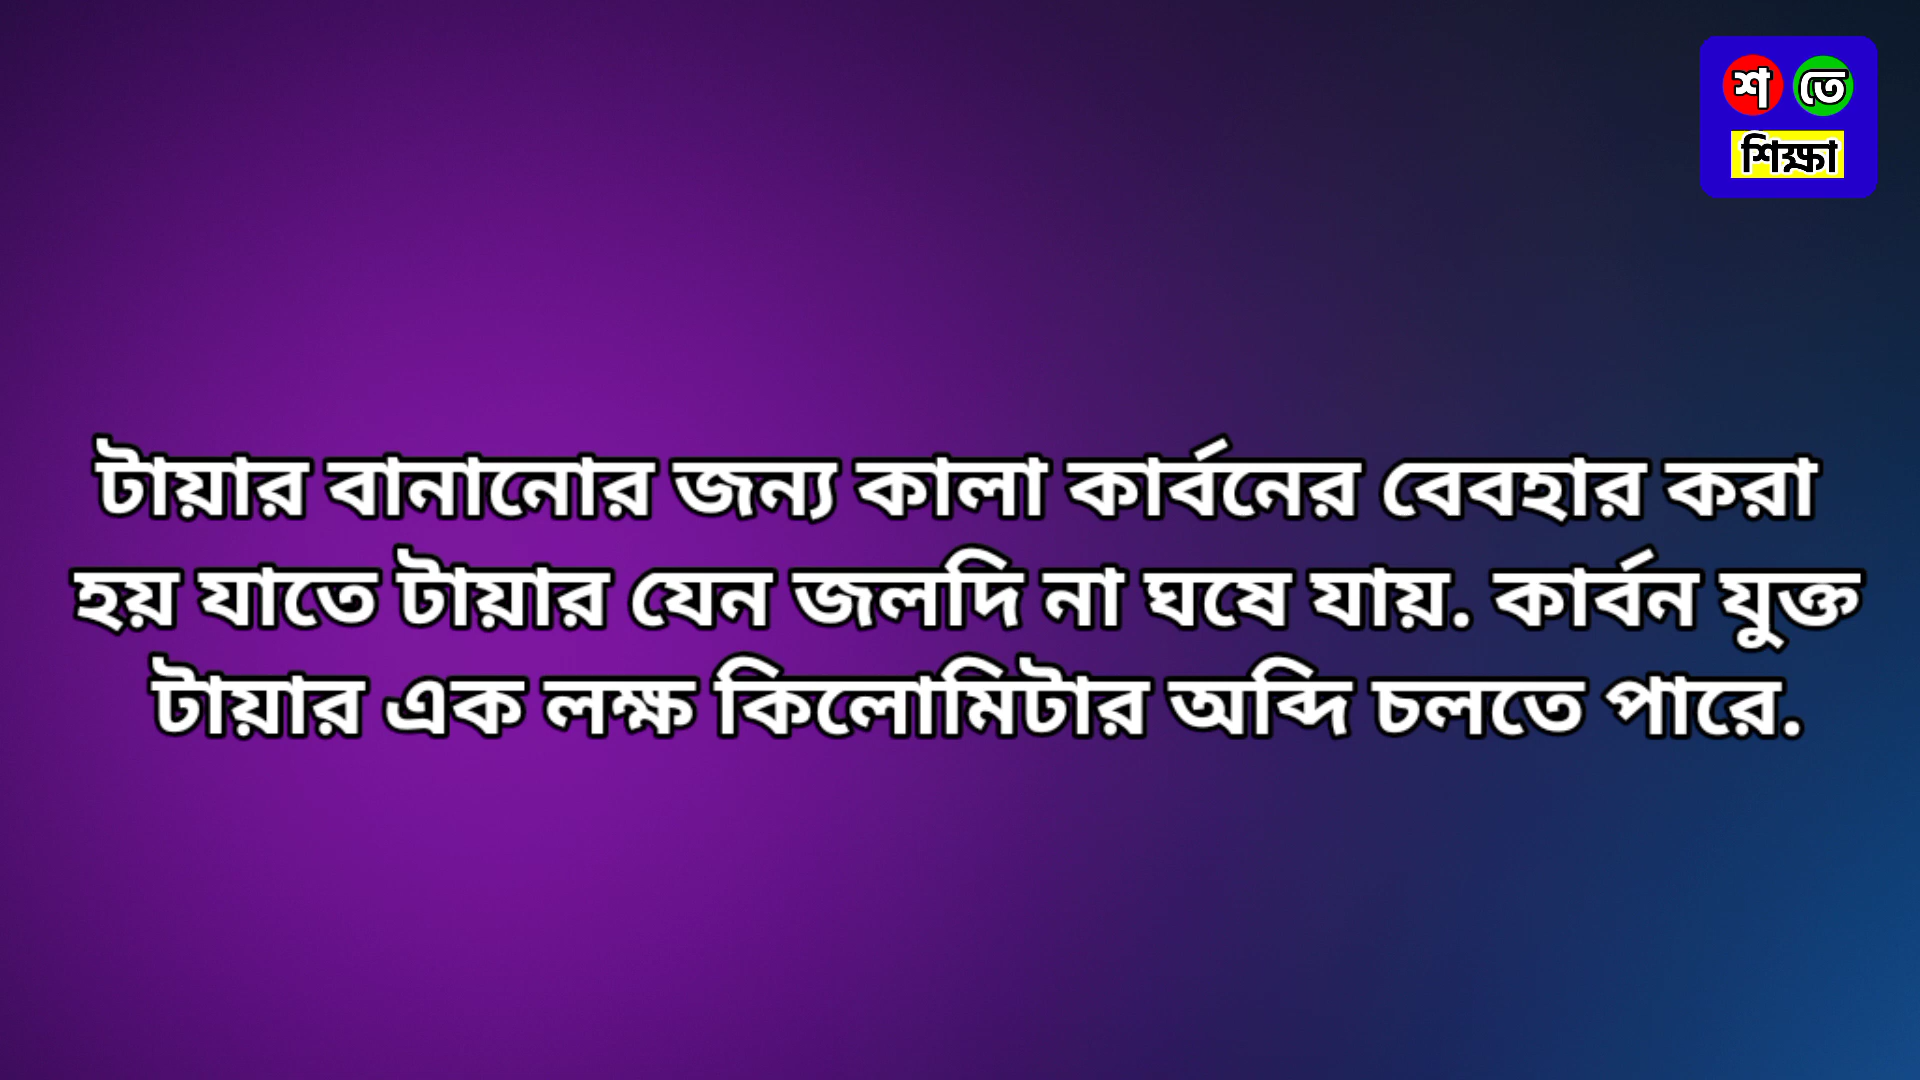 শ তে
শিক্ষা
টায়ার বানানোর জন্য কালা কার্বনের বেবহার করা
হয় যাতে টায়ার যেন জলদি না ঘষে যায়. কার্বন যুক্ত
টায়ার এক লক্ষ কিলোমিটার অব্দি চলতে পারে.